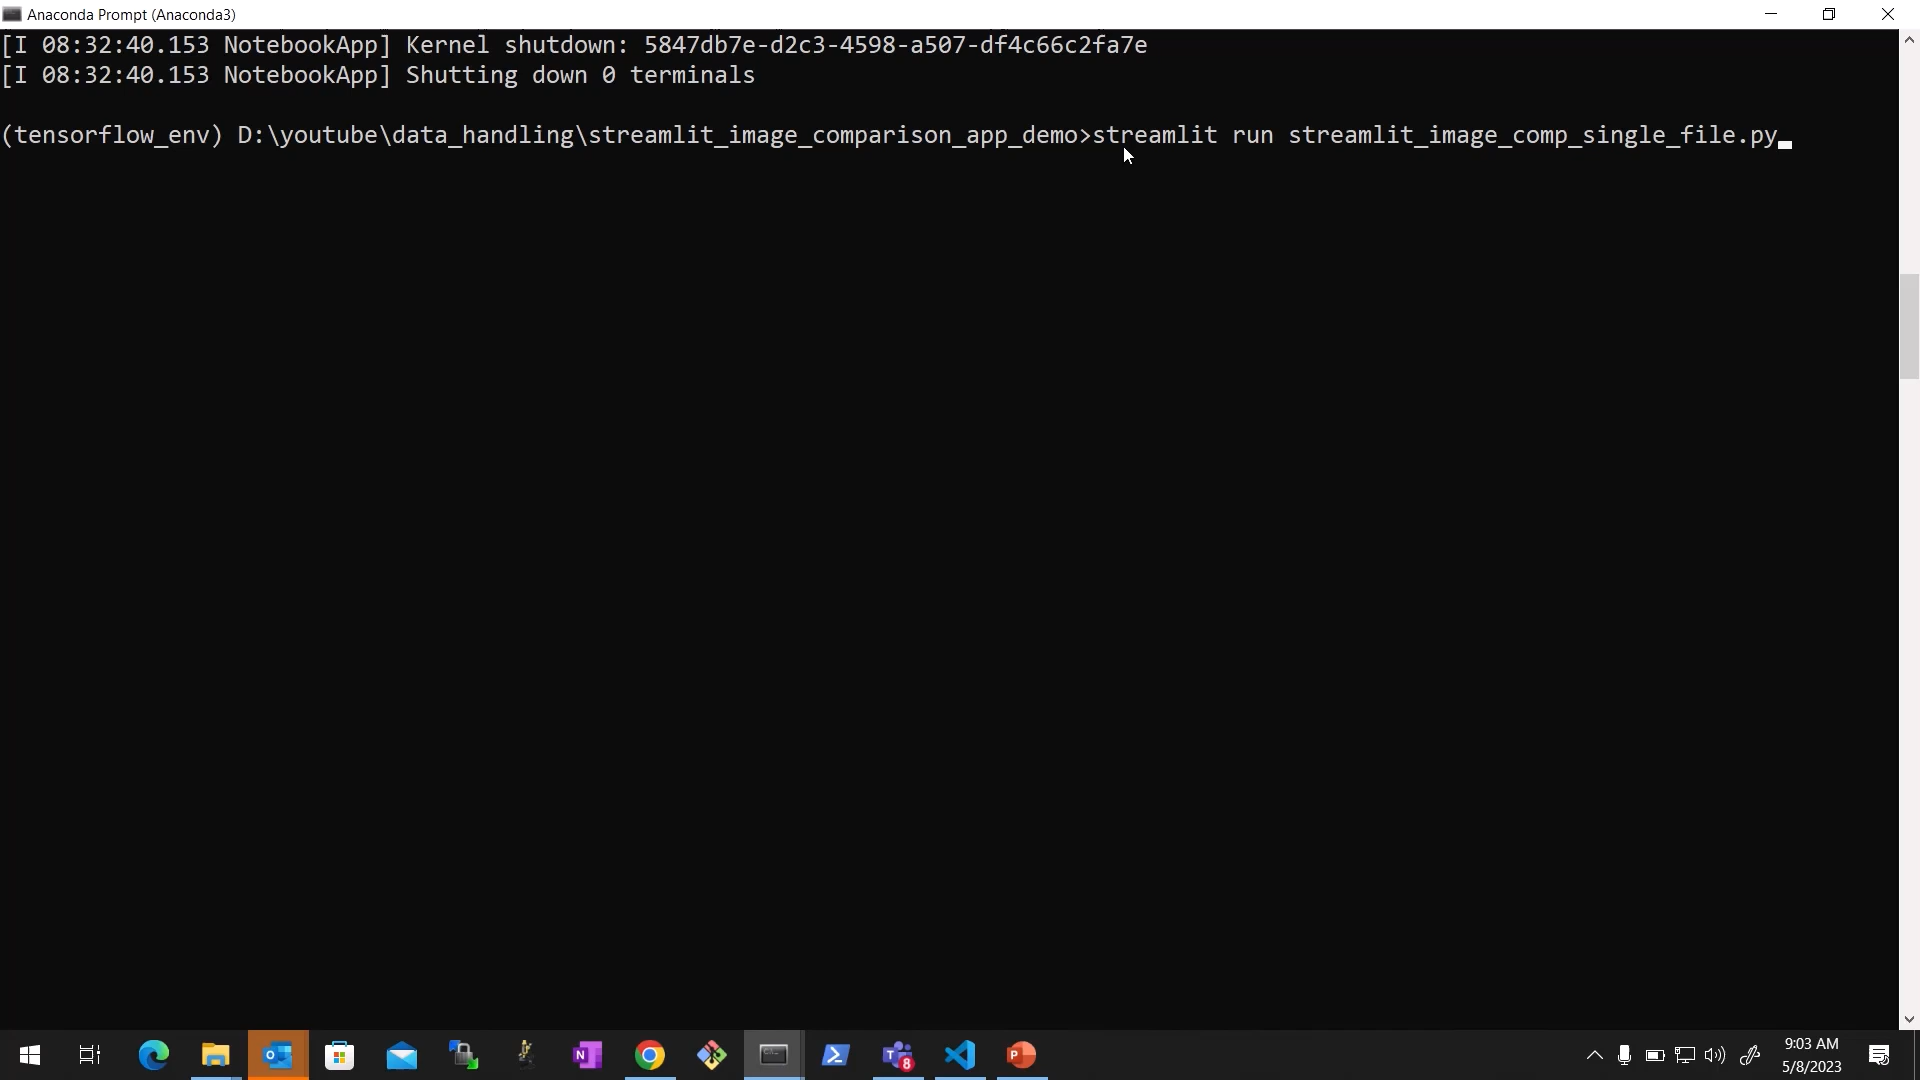 Anaconda Prompt (Anaconda3)
[I 08:32:40.153 NotebookApp] Kernel shutdown: 5847db7e-d2c3-4598-a507-df4c66c2fa7e
[I 08:32:40.153 NotebookApp] Shutting down 0 terminals
(tensorflow_env) D:\youtube\data_handling\streamlit_image_comparison_app_demo>streamlit run streamlit_image_comp_single_file.py
9:03 AM
5/8/2023
8